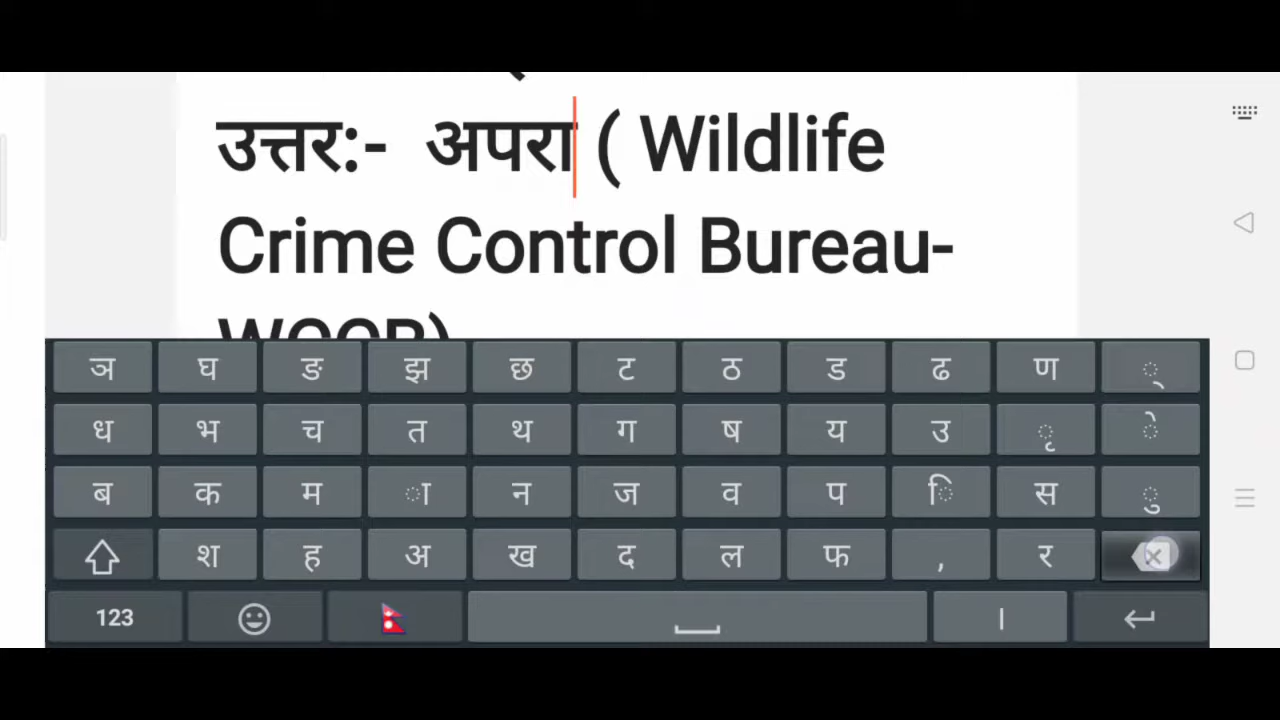 उत्तर:- अपरा ( Wildlife
Crime Control Bureau-
ञ घ ङ झ छ ट ठ ड ढ ण ्
ध भ च त थ ग ष य उ ृ े
ब क म ा न ज व प ि स ु
श ह अ ख द ल फ , र
123 ।